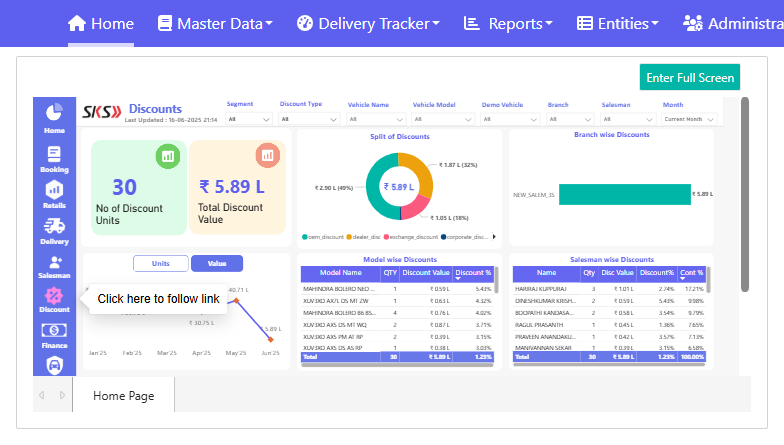 Home Master Data Delivery Tracker Reports Entities Administra
Enter Full Screen
SKS Discounts
Last Updated : 16-06-2025 21:14
Segment Discount Type Vehicle Name Vehicle Model Demo Vehicle Branch Salesman Month
All All All All All All All Current Month
Home
Booking
Retails
Delivery
Salesman
Discount
Finance
30
No of Discount
Units
₹ 5.89 L
Total Discount
Value
Split of Discounts
₹ 1.87 L (32%)
₹ 2.90 L (49%)
₹ 5.89 L
₹ 1.05 L (18%)
oem_discount dealer_disc exchange_discount corporate_disc...
Branch wise Discounts
NEW_SALEM_3S ₹ 5.89 L
Units Value
40.71 L
₹ 30.75 L
5.89 L
Jan'25 Feb'25 Mar'25 Apr'25 May'25 Jun'25
Click here to follow link
Model wise Discounts
Model Name QTY Discount Value Discount %
MAHINDRA BOLERO NEO ... 1 ₹ 0.59 L 5.43%
XUV3XO AX7L DS MT ZW 1 ₹ 0.63 L 4.32%
MAHINDRA BOLERO B6 BS... 4 ₹ 0.76 L 4.02%
XUV3XO AX5 DS MT WQ 2 ₹ 0.87 L 3.71%
XUV3XO AX5 PM AT RP 2 ₹ 0.39 L 3.15%
XUV3XO AX5 DS AS RP 1 ₹ 0.38 L 3.03%
Total 30 ₹ 5.89 L 1.23%
Salesman wise Discounts
Name Qty Disc Value Discount% Cont %
HARIRAJ KUPPURAJ 3 ₹ 1.01 L 2.74% 17.21%
DINESHKUMAR KRISH... 2 ₹ 0.59 L 5.43% 9.98%
BOOPATHI KANDASA... 2 ₹ 0.58 L 3.54% 9.79%
RAGUL PRASANTH 1 ₹ 0.45 L 1.36% 7.65%
PRAVEEN ANANDAKU... 1 ₹ 0.42 L 3.57% 7.13%
MANIVANNAN SEKAR 1 ₹ 0.39 L 3.15% 6.58%
Total 30 ₹ 5.89 L 1.23% 100.00%
Home Page